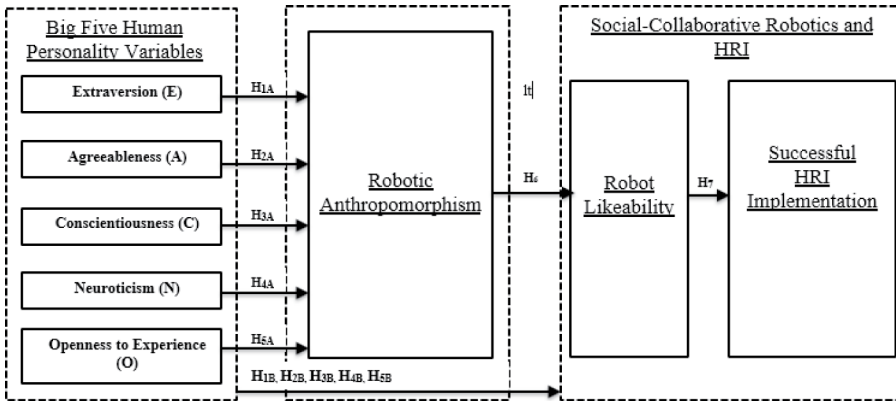 Big Five Human
Personality Variables
Extraversion (E)
Agreeableness (A)
Conscientiousness (C)
Neuroticism (N)
Openness to Experience
(O)
H1A
H2A
H3A
H4A
H5A
H1B, H2B, H3B, H4B, H5B
Robotic
Anthropomorphism
1t
H6
Social-Collaborative Robotics and
HRI
Robot
Likeability
H7
Successful
HRI
Implementation